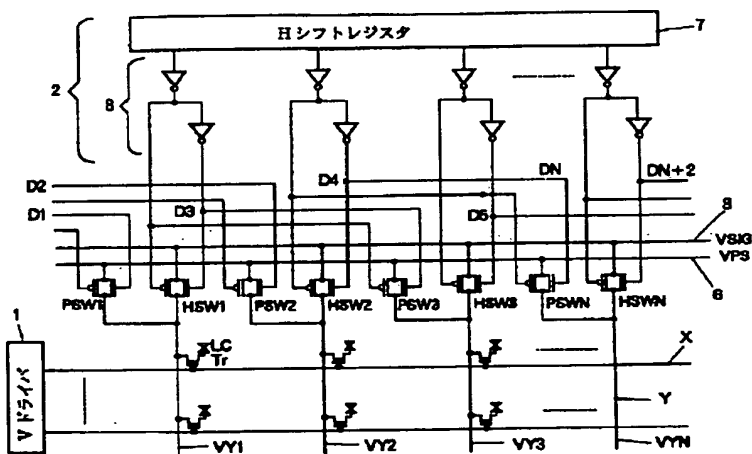 Hシフトレジスタ
7
2
8
D2
D4
DN
DN+2
D1
D3
D5
9
VSIG
VPS
6
PSW1
HSW1
PSW2
HSW2
PSW3
HSW3
PSWN
HSWN
1
LC
Tr
X
Vドライバ
Y
VY1
VY2
VY3
VYN